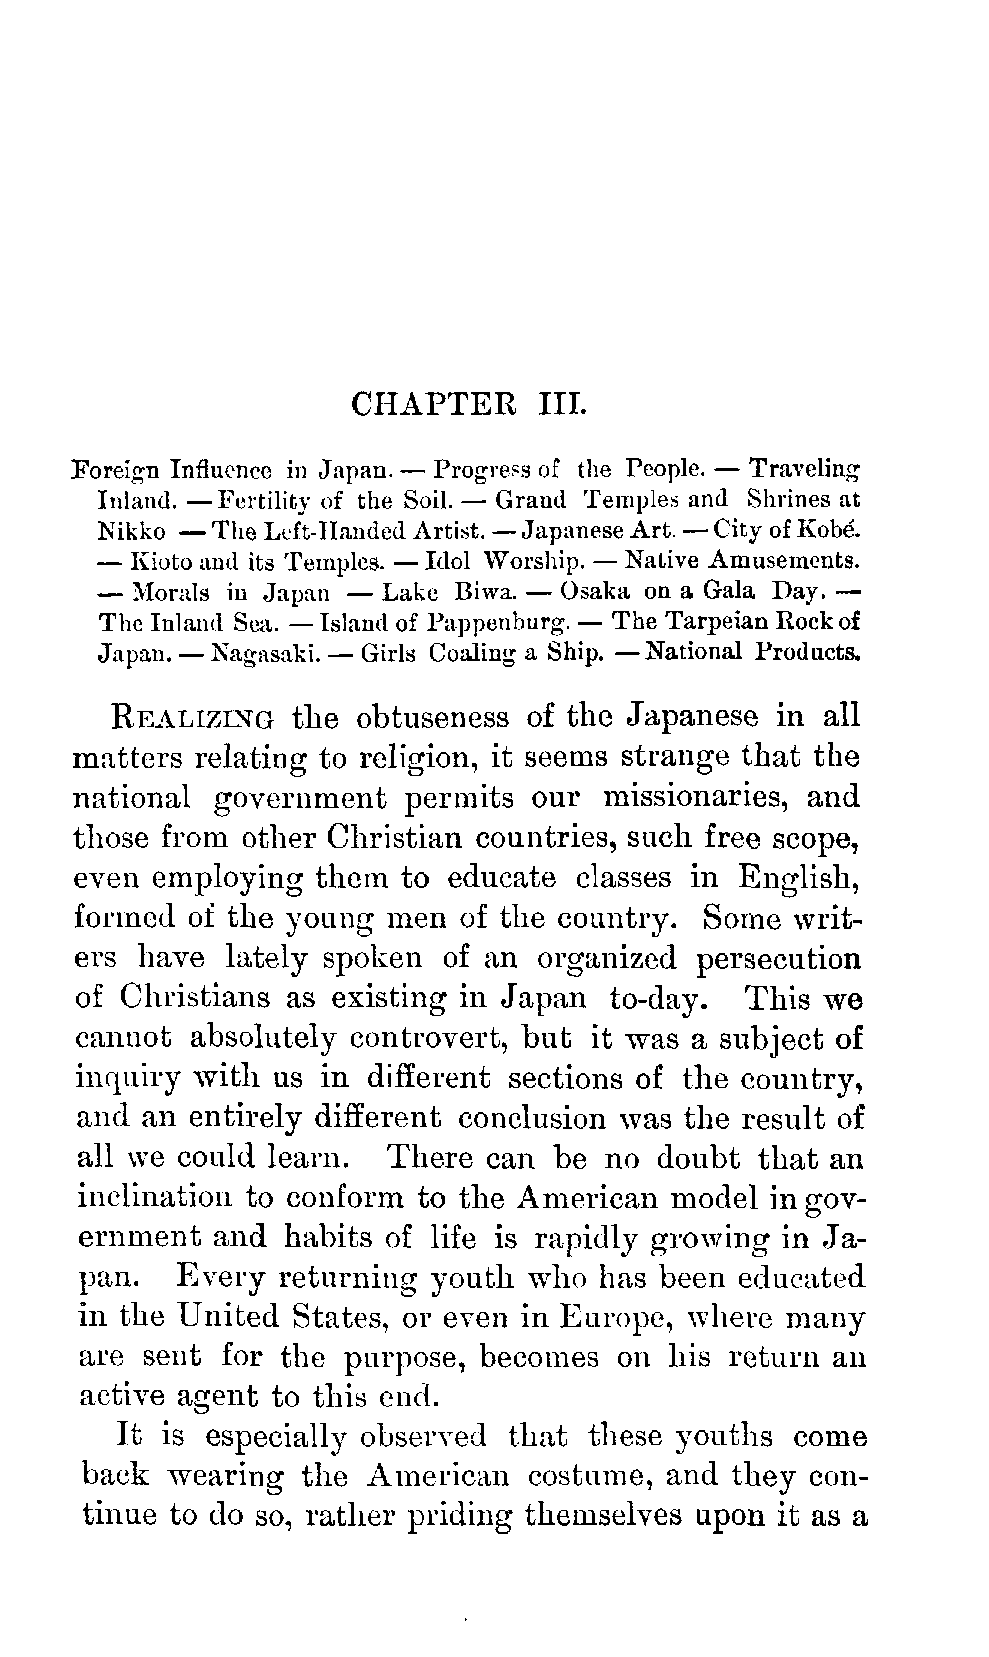 CHAPTER III.
Foreign Influence in Japan. — Progress of the People. — Traveling
Inland. — Fertility of the Soil. — Grand Temples and Shrines at
Nikko — The Left-Handed Artist. — Japanese Art. — City of Kobé.
— Kioto and its Temples. — Idol Worship. — Native Amusements.
— Morals in Japan — Lake Biwa. — Osaka on a Gala Day. —
The Inland Sea. — Island of Pappenburg. — The Tarpeian Rock of
Japan. — Nagasaki. — Girls Coaling a Ship. — National Products.
REALIZING the obtuseness of the Japanese in all
matters relating to religion, it seems strange that the
national government permits our missionaries, and
those from other Christian countries, such free scope,
even employing them to educate classes in English,
formed of the young men of the country. Some writ-
ers have lately spoken of an organized persecution
of Christians as existing in Japan to-day. This we
cannot absolutely controvert, but it was a subject of
inquiry with us in different sections of the country,
and an entirely different conclusion was the result of
all we could learn. There can be no doubt that an
inclination to conform to the American model in gov-
ernment and habits of life is rapidly growing in Ja-
pan. Every returning youth who has been educated
in the United States, or even in Europe, where many
are sent for the purpose, becomes on his return an
active agent to this end.
It is especially observed that these youths come
back wearing the American costume, and they con-
tinue to do so, rather priding themselves upon it as a